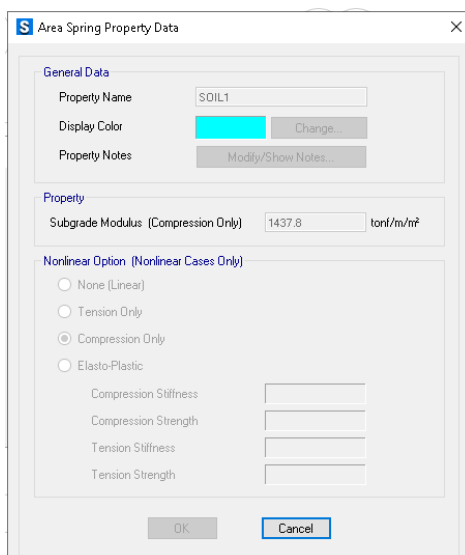 S Area Spring Property Data
General Data
Property Name SOIL1
Display Color Change...
Property Notes Modify/Show Notes...
Property
Subgrade Modulus (Compression Only) 1437.8 tonf/m/m²
Nonlinear Option (Nonlinear Cases Only)
None (Linear)
Tension Only
Compression Only
Elasto-Plastic
Compression Stiffness
Compression Strength
Tension Stiffness
Tension Strength
OK Cancel